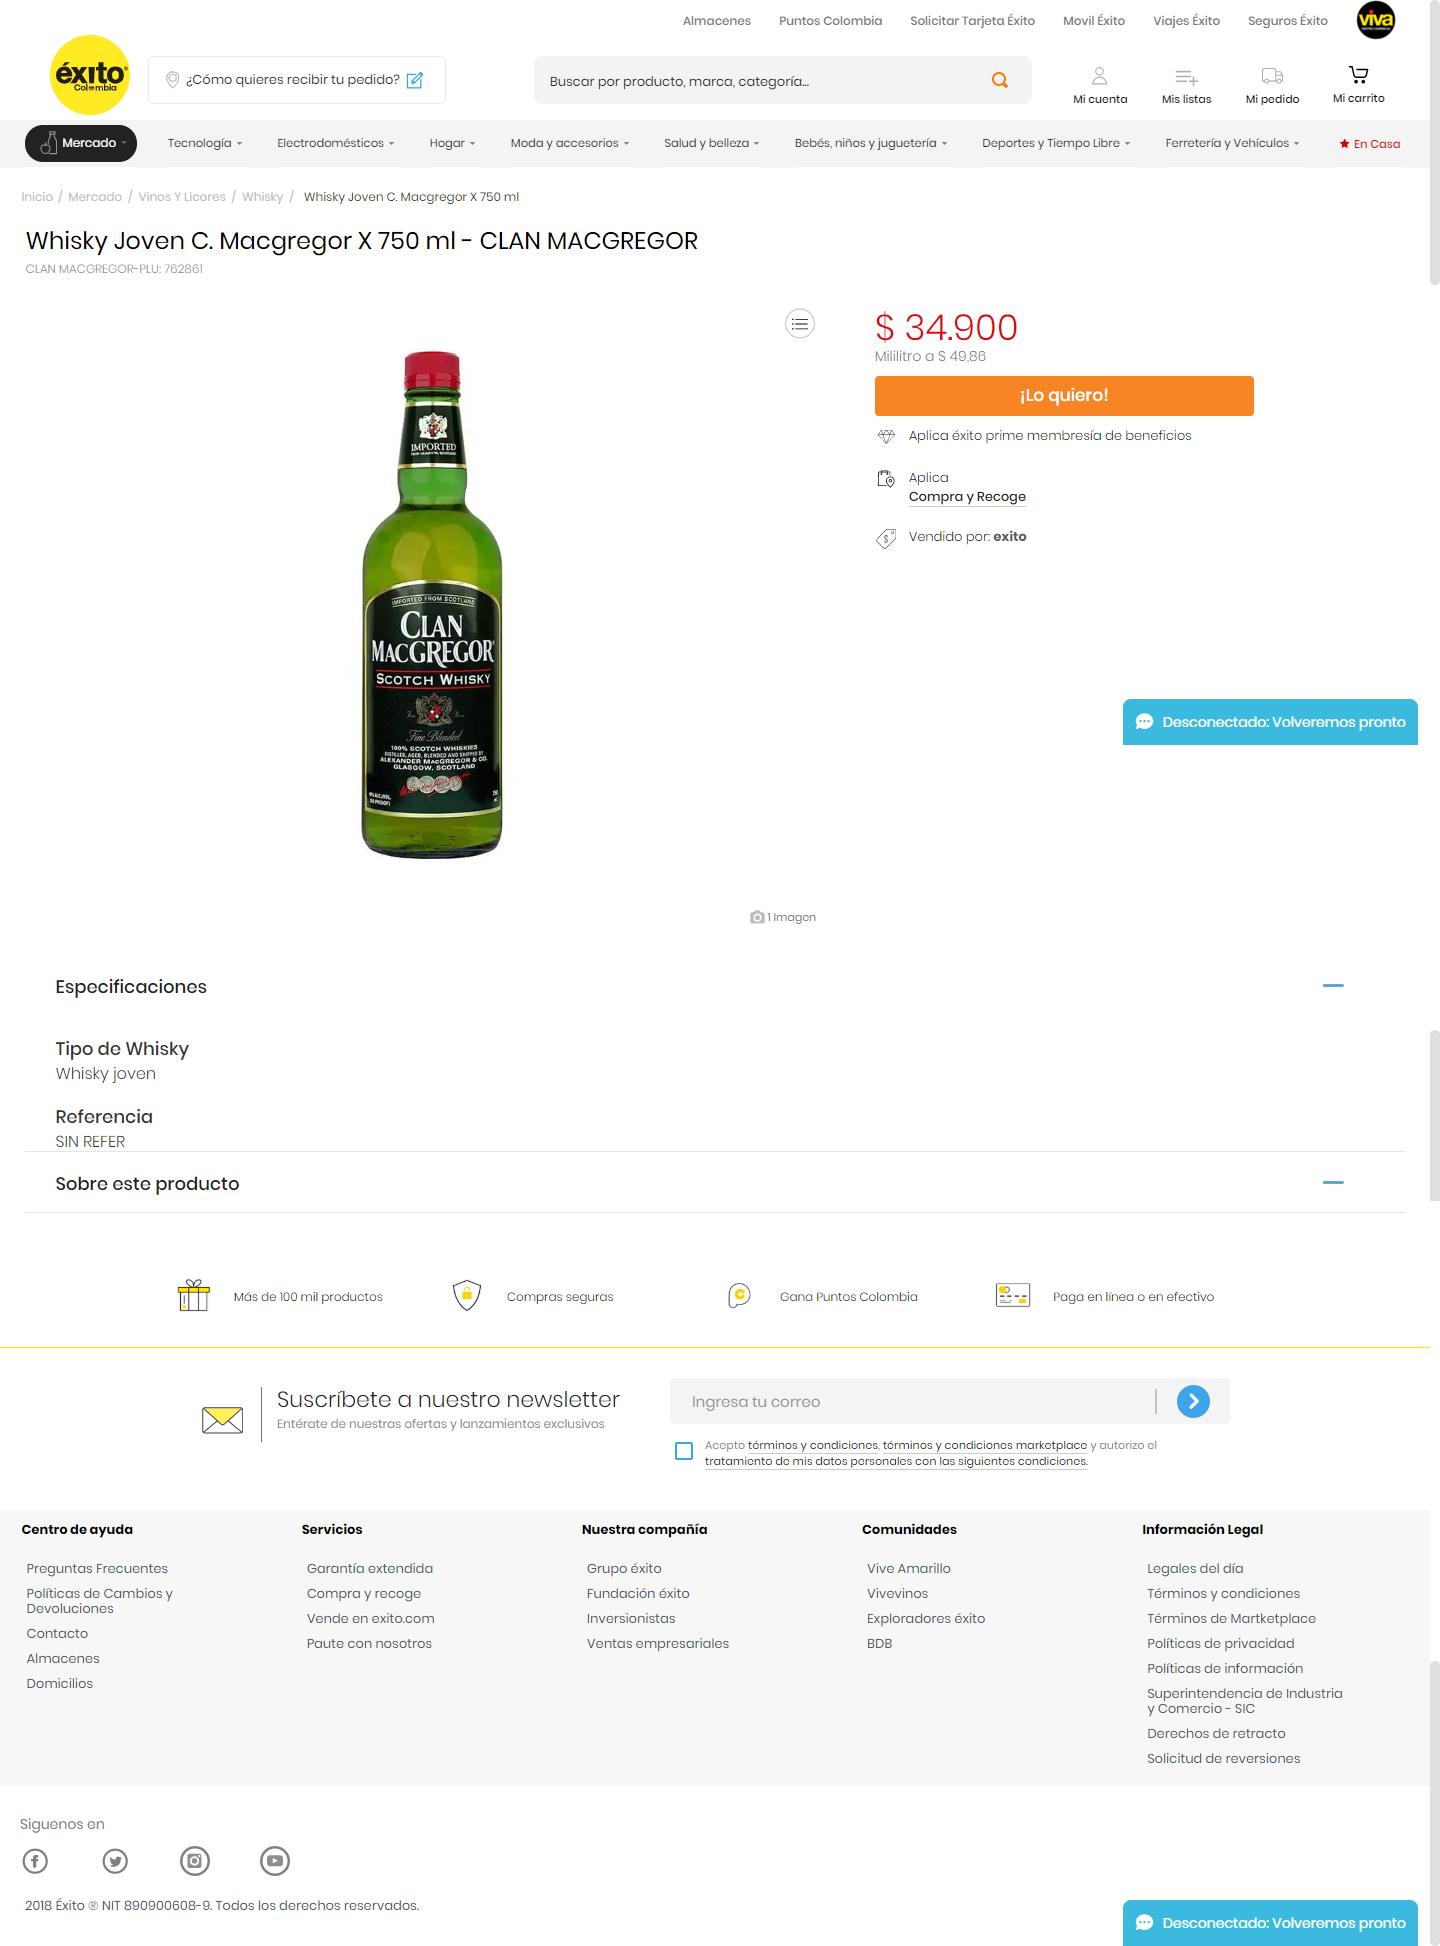 Almacenes Puntos Colombia Solicitar Tarjeta Éxito Movil Éxito Viajes Éxito Seguros Éxito viva
éxito
Colombia
¿Cómo quieres recibir tu pedido?
Buscar por producto, marca, categoría...
Mi cuenta Mis listas Mi pedido Mi carrito
Mercado Tecnología Electrodomésticos Hogar Moda y accesorios Salud y belleza Bebés, niños y juguetería Deportes y Tiempo Libre Ferretería y Vehículos En Casa
Inicio / Mercado / Vinos Y Licores / Whisky / Whisky Joven C. Macgregor X 750 ml
Whisky Joven C. Macgregor X 750 ml - CLAN MACGREGOR
CLAN MACGREGOR-PLU: 762861
IMPORTED
IMPORTED FROM SCOTLAND
CLAN
MACGREGOR
SCOTCH WHISKY
Fine Blended
100% SCOTCH WHISKIES
DISTILLED, AGED, BLENDED AND SHIPPED BY
ALEXANDER MACGREGOR & CO.
GLASGOW, SCOTLAND
1 Imagen
$ 34.900
Mililitro a $ 49,86
¡Lo quiero!
Aplica éxito prime membresía de beneficios
Aplica
Compra y Recoge
Vendido por: exito
Desconectado: Volveremos pronto
Especificaciones
Tipo de Whisky
Whisky joven
Referencia
SIN REFER
Sobre este producto
Más de 100 mil productos Compras seguras Gana Puntos Colombia Paga en línea o en efectivo
Suscríbete a nuestro newsletter
Entérate de nuestras ofertas y lanzamientos exclusivos
Ingresa tu correo
Acepto términos y condiciones, términos y condiciones marketplace y autorizo el
tratamiento de mis datos personales con las siguientes condiciones.
Centro de ayuda
Preguntas Frecuentes
Políticas de Cambios y
Devoluciones
Contacto
Almacenes
Domicilios
Servicios
Garantía extendida
Compra y recoge
Vende en exito.com
Paute con nosotros
Nuestra compañía
Grupo éxito
Fundación éxito
Inversionistas
Ventas empresariales
Comunidades
Vive Amarillo
Vivevinos
Exploradores éxito
BDB
Información Legal
Legales del día
Términos y condiciones
Términos de Martketplace
Políticas de privacidad
Políticas de información
Superintendencia de Industria
y Comercio - SIC
Derechos de retracto
Solicitud de reversiones
Siguenos en
2018 Éxito ® NIT 890900608-9. Todos los derechos reservados.
Desconectado: Volveremos pronto